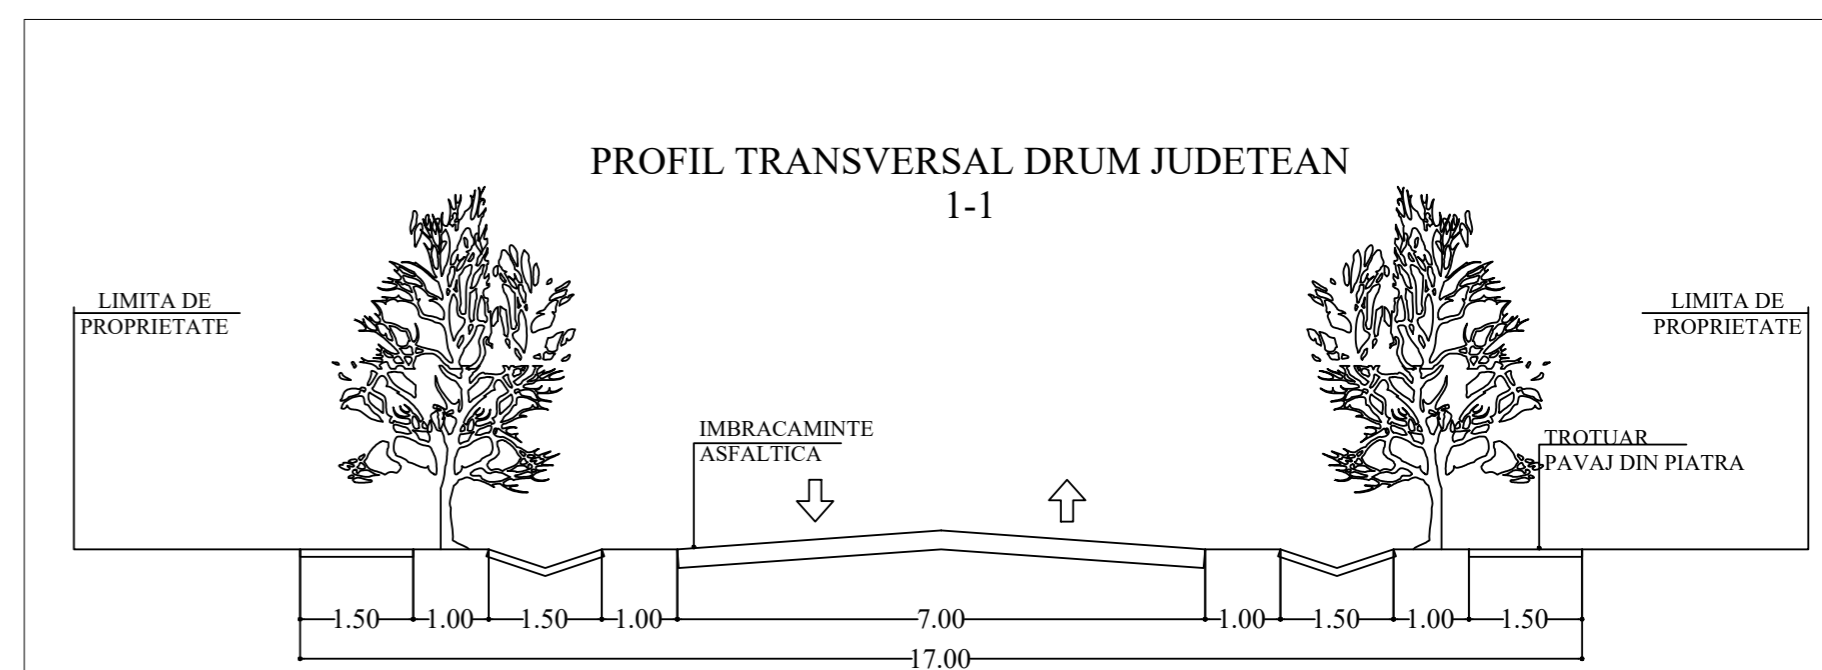 PROFIL TRANSVERSAL DRUM JUDETEAN
1-1
LIMITA DE
PROPRIETATE
LIMITA DE
PROPRIETATE
IMBRACAMINTE
ASFALTICA
TROTUAR
PAVAJ DIN PIATRA
1.50 1.00 1.50 1.00 7.00 1.00 1.50 1.00 1.50
17.00